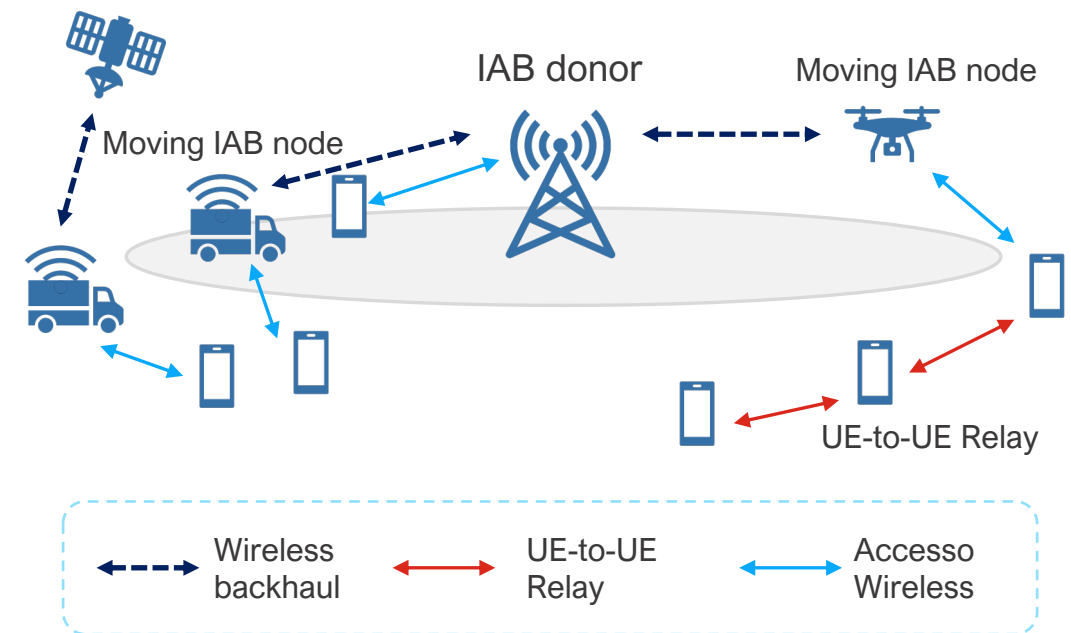 IAB donor
Moving IAB node
Moving IAB node
UE-to-UE Relay
Wireless
backhaul
UE-to-UE
Relay
Accesso
Wireless